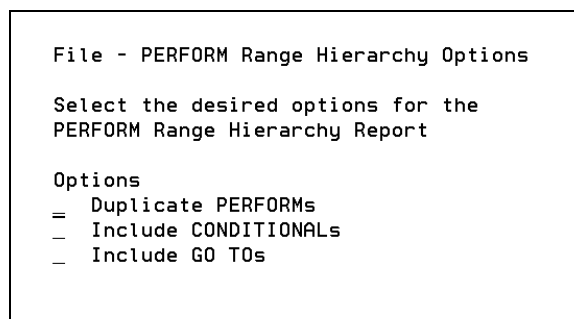 File - PERFORM Range Hierarchy Options
Select the desired options for the
PERFORM Range Hierarchy Report
Options
_ Duplicate PERFORMs
_ Include CONDITIONALs
_ Include GO TOs